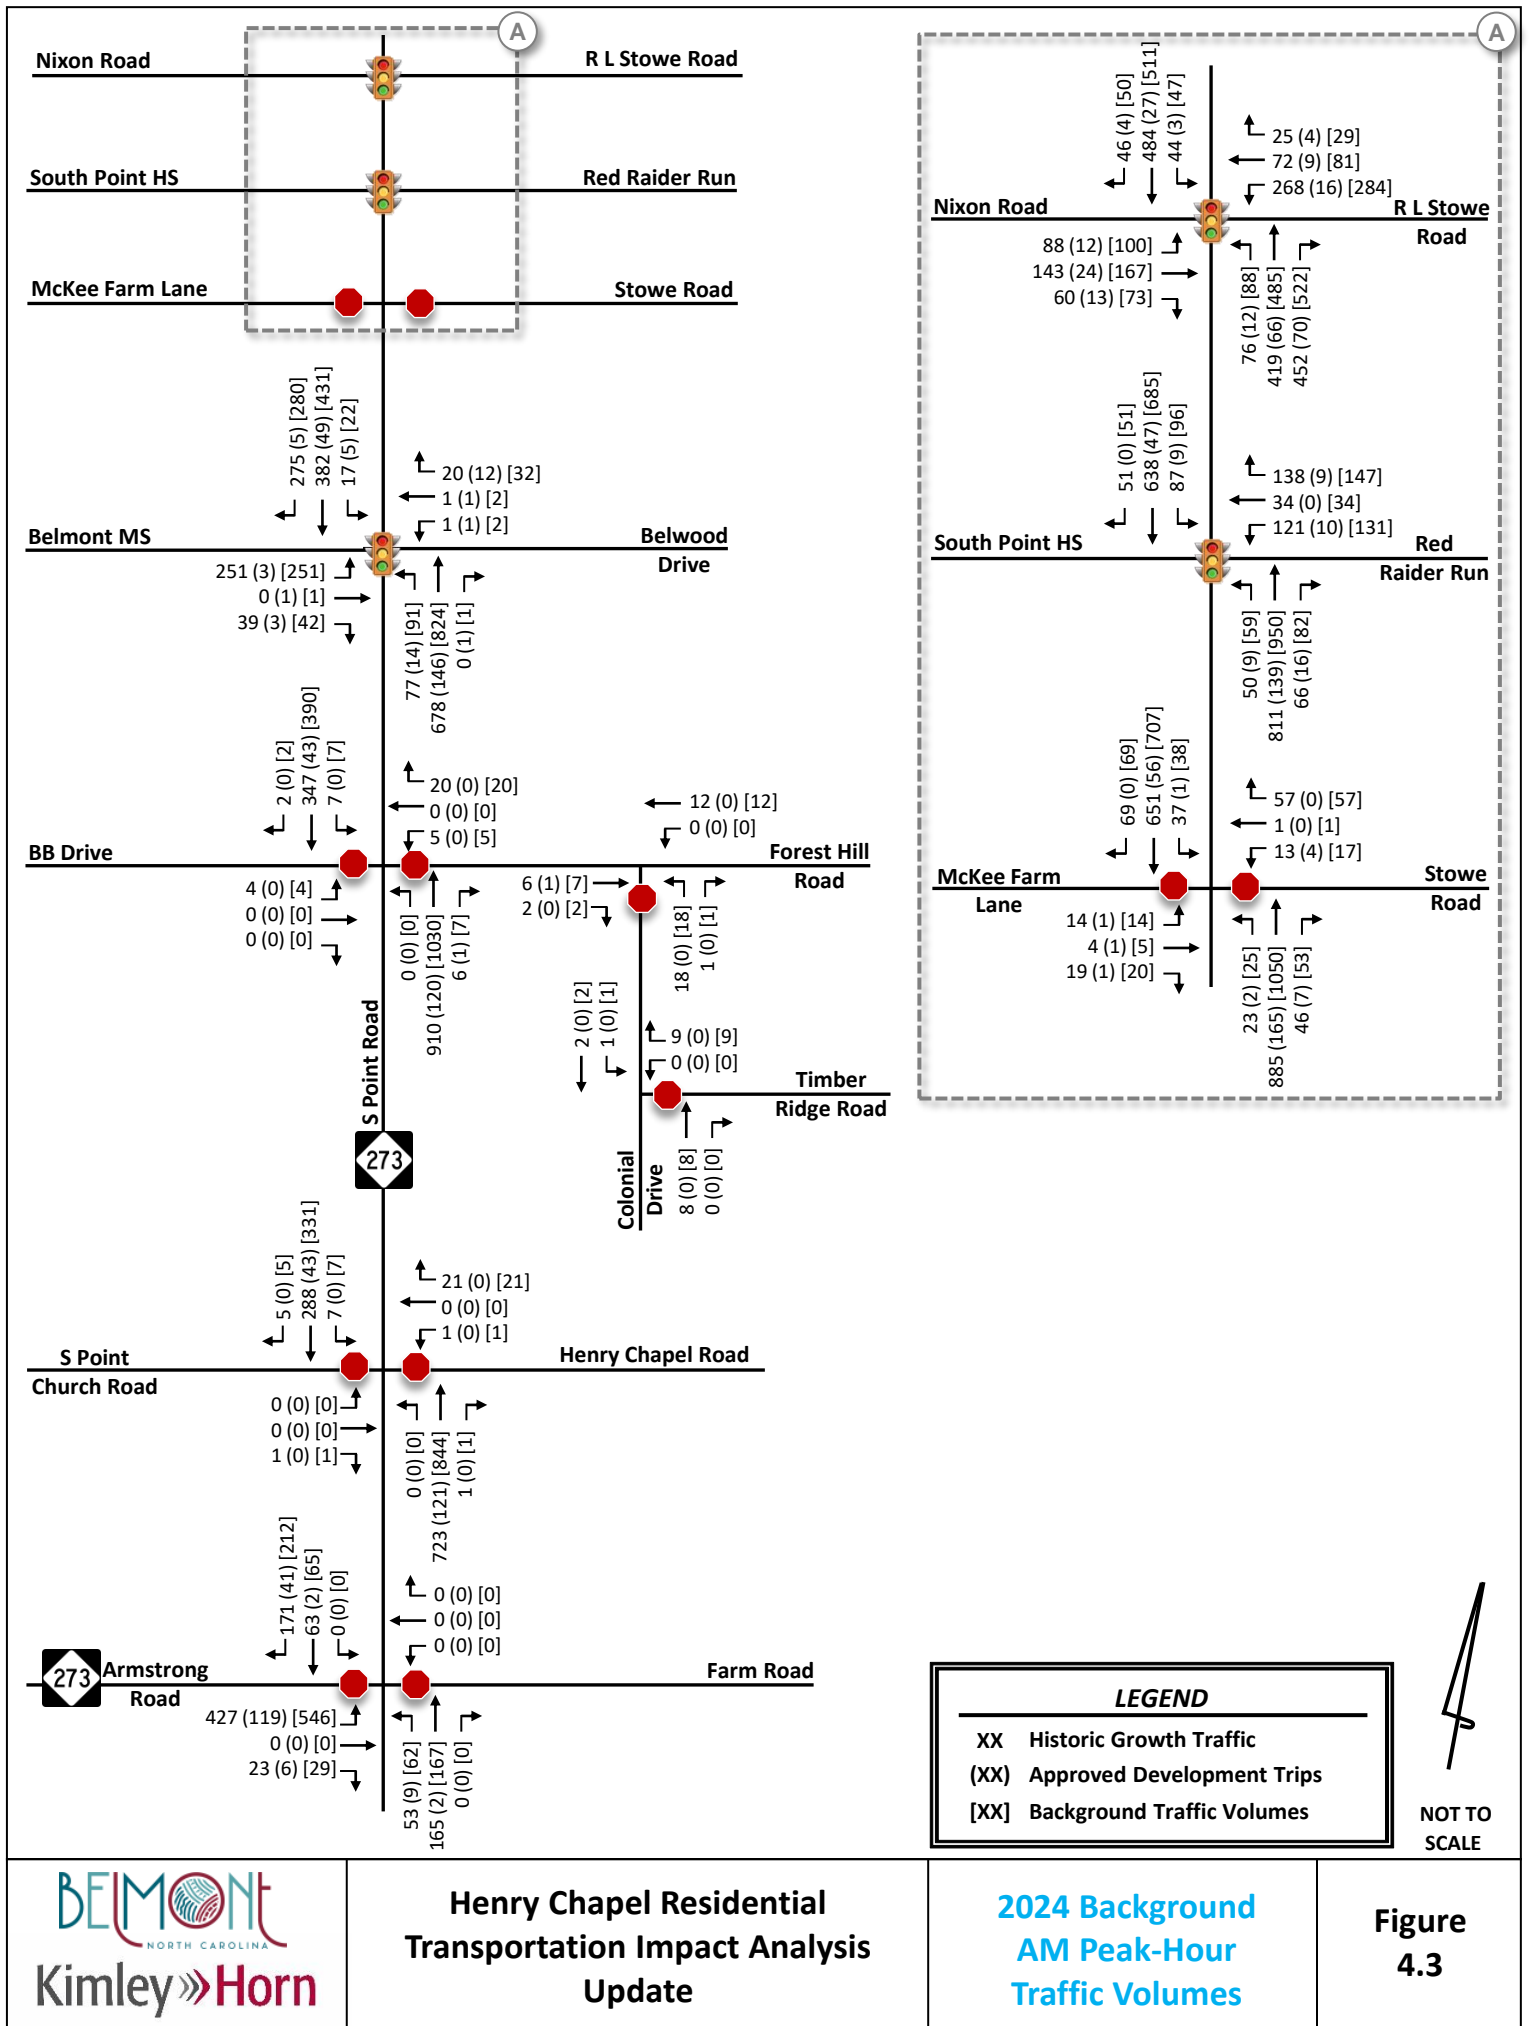 A
Nixon Road
R L Stowe Road
South Point HS
Red Raider Run
McKee Farm Lane
Stowe Road
275 (5) [280]
382 (49) [431]
17 (5) [22]
20 (12) [32]
1 (1) [2]
1 (1) [2]
Belmont MS
Belwood
Drive
251 (3) [251]
0 (1) [1]
39 (3) [42]
77 (14) [91]
678 (146) [824]
0 (1) [1]
2 (0) [2]
347 (43) [390]
7 (0) [7]
20 (0) [20]
0 (0) [0]
5 (0) [5]
12 (0) [12]
0 (0) [0]
BB Drive
Forest Hill
Road
4 (0) [4]
0 (0) [0]
0 (0) [0]
0 (0) [0]
910 (120) [1030]
6 (1) [7]
6 (1) [7]
2 (0) [2]
18 (0) [18]
1 (0) [1]
S Point Road
273
2 (0) [2]
1 (0) [1]
9 (0) [9]
0 (0) [0]
Timber
Ridge Road
Colonial
Drive
8 (0) [8]
0 (0) [0]
5 (0) [5]
288 (43) [331]
7 (0) [7]
21 (0) [21]
0 (0) [0]
1 (0) [1]
S Point
Church Road
Henry Chapel Road
0 (0) [0]
0 (0) [0]
1 (0) [1]
0 (0) [0]
723 (121) [844]
1 (0) [1]
171 (41) [212]
63 (2) [65]
0 (0) [0]
0 (0) [0]
0 (0) [0]
0 (0) [0]
273
Armstrong
Road
Farm Road
427 (119) [546]
0 (0) [0]
23 (6) [29]
53 (9) [62]
165 (2) [167]
0 (0) [0]
A
46 (4) [50]
484 (27) [511]
44 (3) [47]
25 (4) [29]
72 (9) [81]
268 (16) [284]
Nixon Road
R L Stowe
Road
88 (12) [100]
143 (24) [167]
60 (13) [73]
76 (12) [88]
419 (66) [485]
452 (70) [522]
51 (0) [51]
638 (47) [685]
87 (9) [96]
138 (9) [147]
34 (0) [34]
121 (10) [131]
South Point HS
Red
Raider Run
50 (9) [59]
811 (139) [950]
66 (16) [82]
69 (0) [69]
651 (56) [707]
37 (1) [38]
57 (0) [57]
1 (0) [1]
13 (4) [17]
McKee Farm
Lane
Stowe
Road
14 (1) [14]
4 (1) [5]
19 (1) [20]
23 (2) [25]
885 (165) [1050]
46 (7) [53]
LEGEND
XX Historic Growth Traffic
(XX) Approved Development Trips
[XX] Background Traffic Volumes
NOT TO
SCALE
BELMONT
NORTH CAROLINA
Kimley»Horn
Henry Chapel Residential
Transportation Impact Analysis
Update
2024 Background
AM Peak-Hour
Traffic Volumes
Figure
4.3